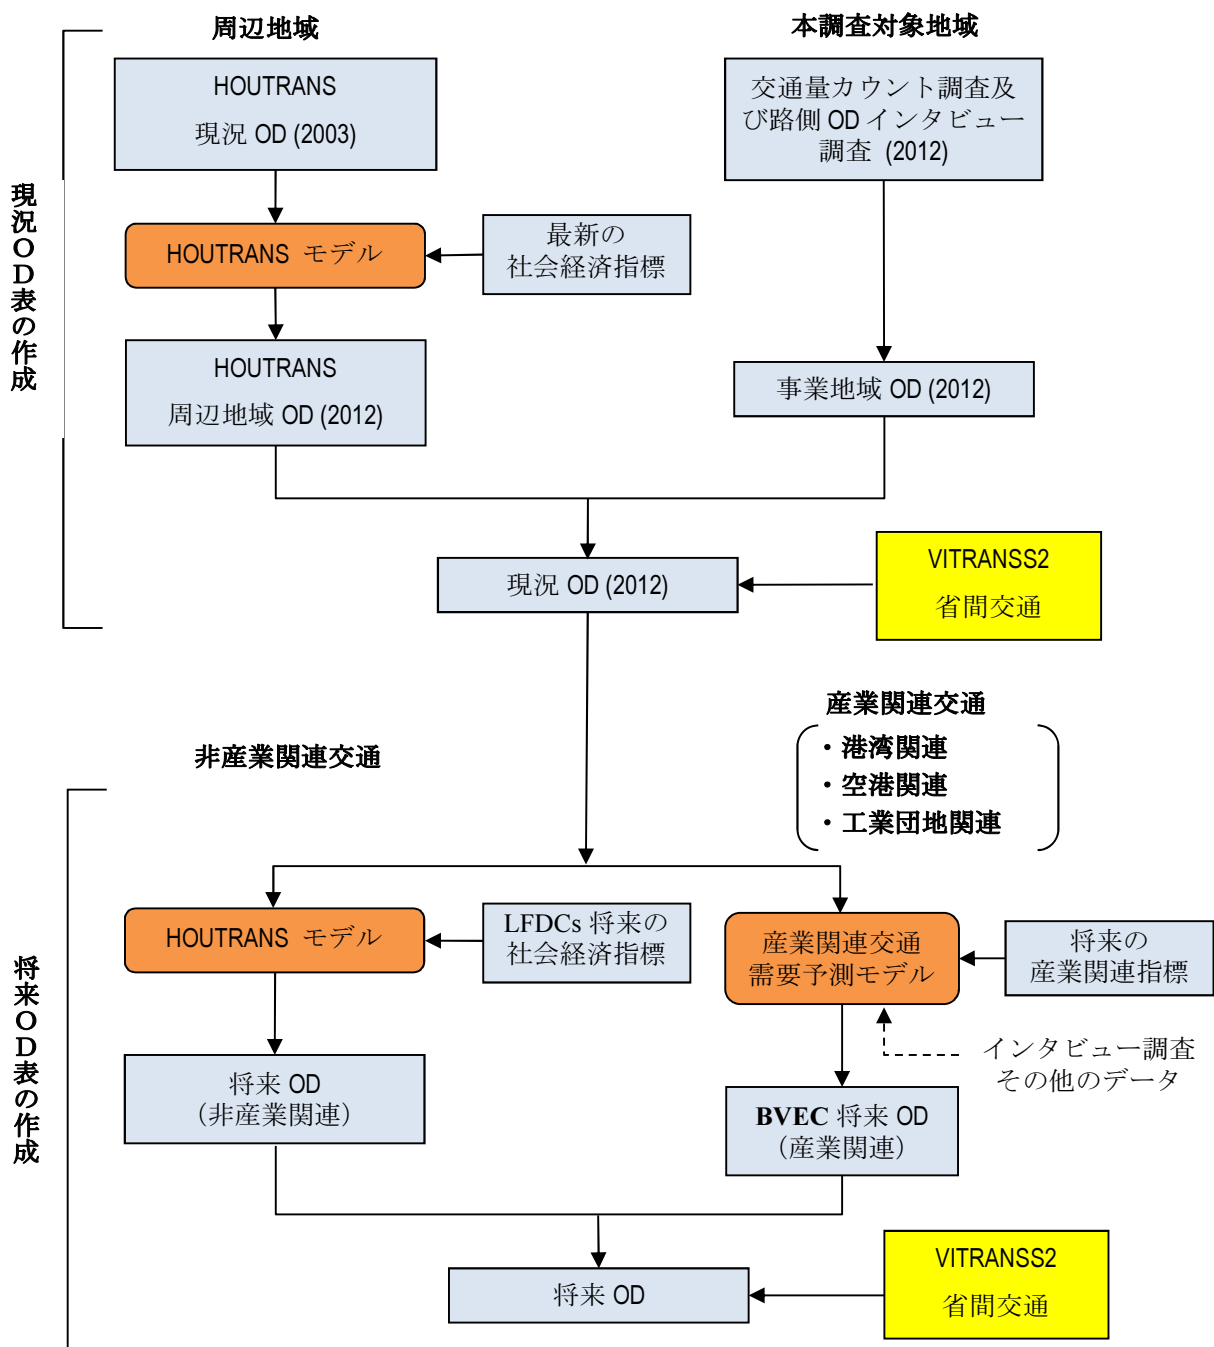 周辺地域
本調査対象地域
HOUTRANS
現況 OD (2003)
交通量カウント調査及
び路側 OD インタビュー
調査 (2012)
現況OD表の作成
HOUTRANS モデル
最新の
社会経済指標
HOUTRANS
周辺地域 OD (2012)
事業地域 OD (2012)
現況 OD (2012)
VITRANSS2
省間交通
産業関連交通
・港湾関連
・空港関連
・工業団地関連
非産業関連交通
将来OD表の作成
HOUTRANS モデル
LFDCs 将来の
社会経済指標
産業関連交通
需要予測モデル
将来の
産業関連指標
インタビュー調査
その他のデータ
将来 OD
（非産業関連）
BVEC 将来 OD
（産業関連）
将来 OD
VITRANSS2
省間交通